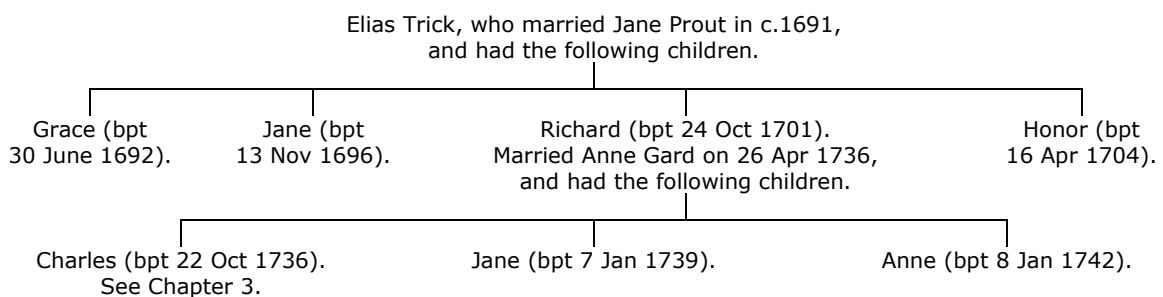 Elias Trick, who married Jane Prout in c.1691,
and had the following children.
Grace (bpt
30 June 1692).
Jane (bpt
13 Nov 1696).
Richard (bpt 24 Oct 1701).
Married Anne Gard on 26 Apr 1736,
and had the following children.
Honor (bpt
16 Apr 1704).
Charles (bpt 22 Oct 1736).
See Chapter 3.
Jane (bpt 7 Jan 1739).
Anne (bpt 8 Jan 1742).